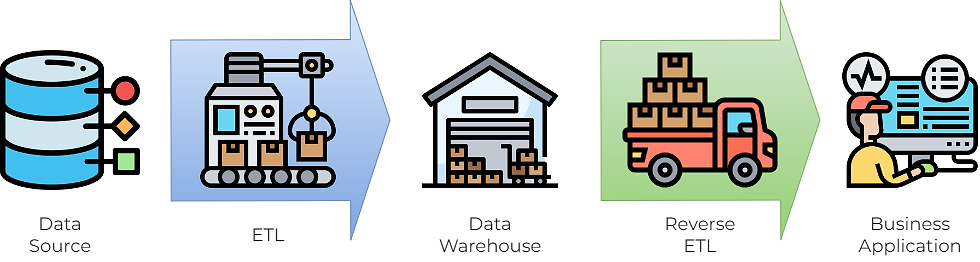 Data
Source
ETL
Data
Warehouse
Reverse
ETL
Business
Application